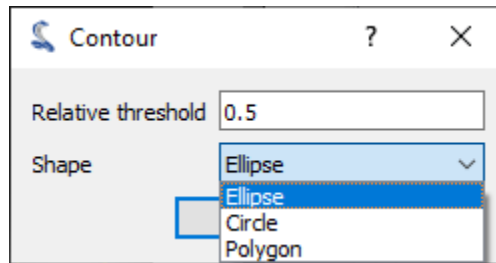 Contour ?
Relative threshold 0.5
Shape Ellipse
Ellipse
Circle
Polygon